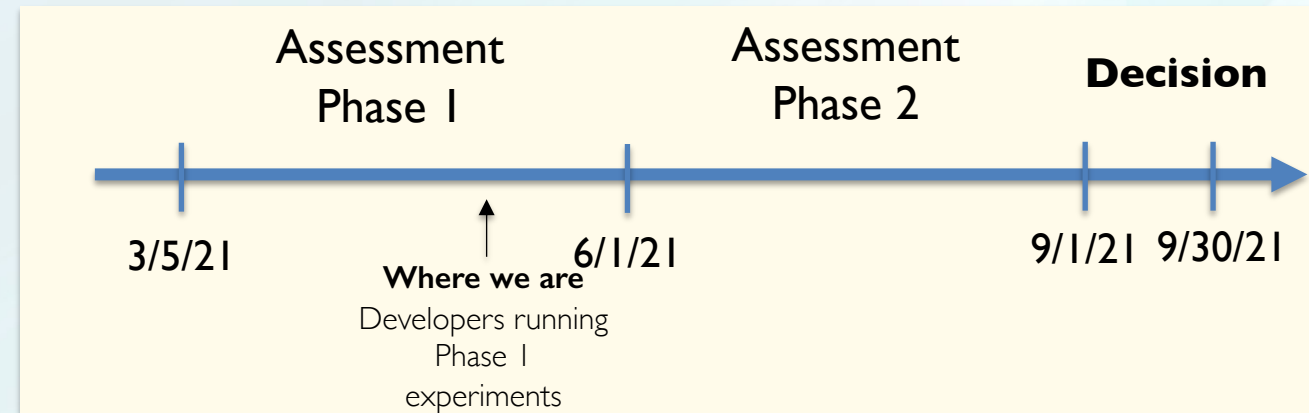 Assessment
Phase 1
Assessment
Phase 2
Decision
3/5/21
6/1/21
9/1/21
9/30/21
Where we are
Developers running
Phase 1
experiments